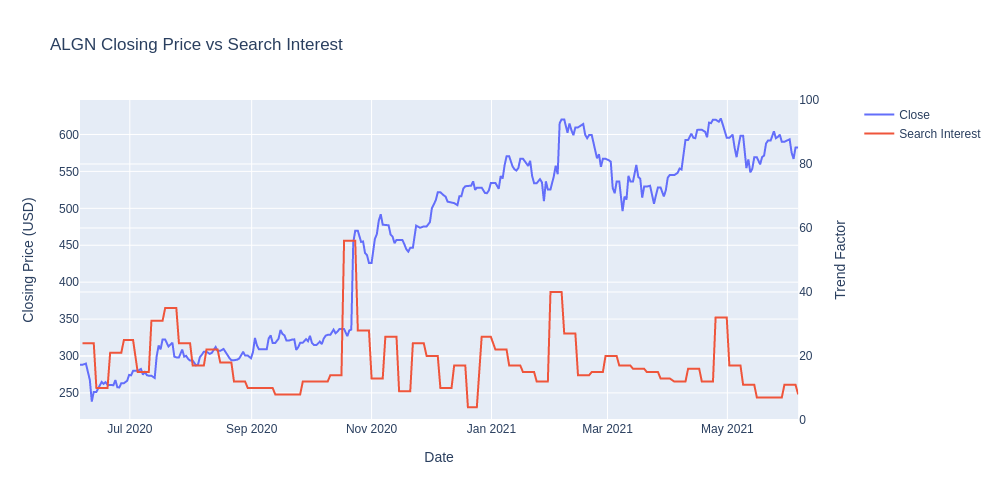 ALGN Closing Price vs Search Interest
Close
Search Interest
Closing Price (USD)
600
550
500
450
400
350
300
250
100
80
60
40
20
0
Trend Factor
Jul 2020
Sep 2020
Nov 2020
Jan 2021
Mar 2021
May 2021
Date